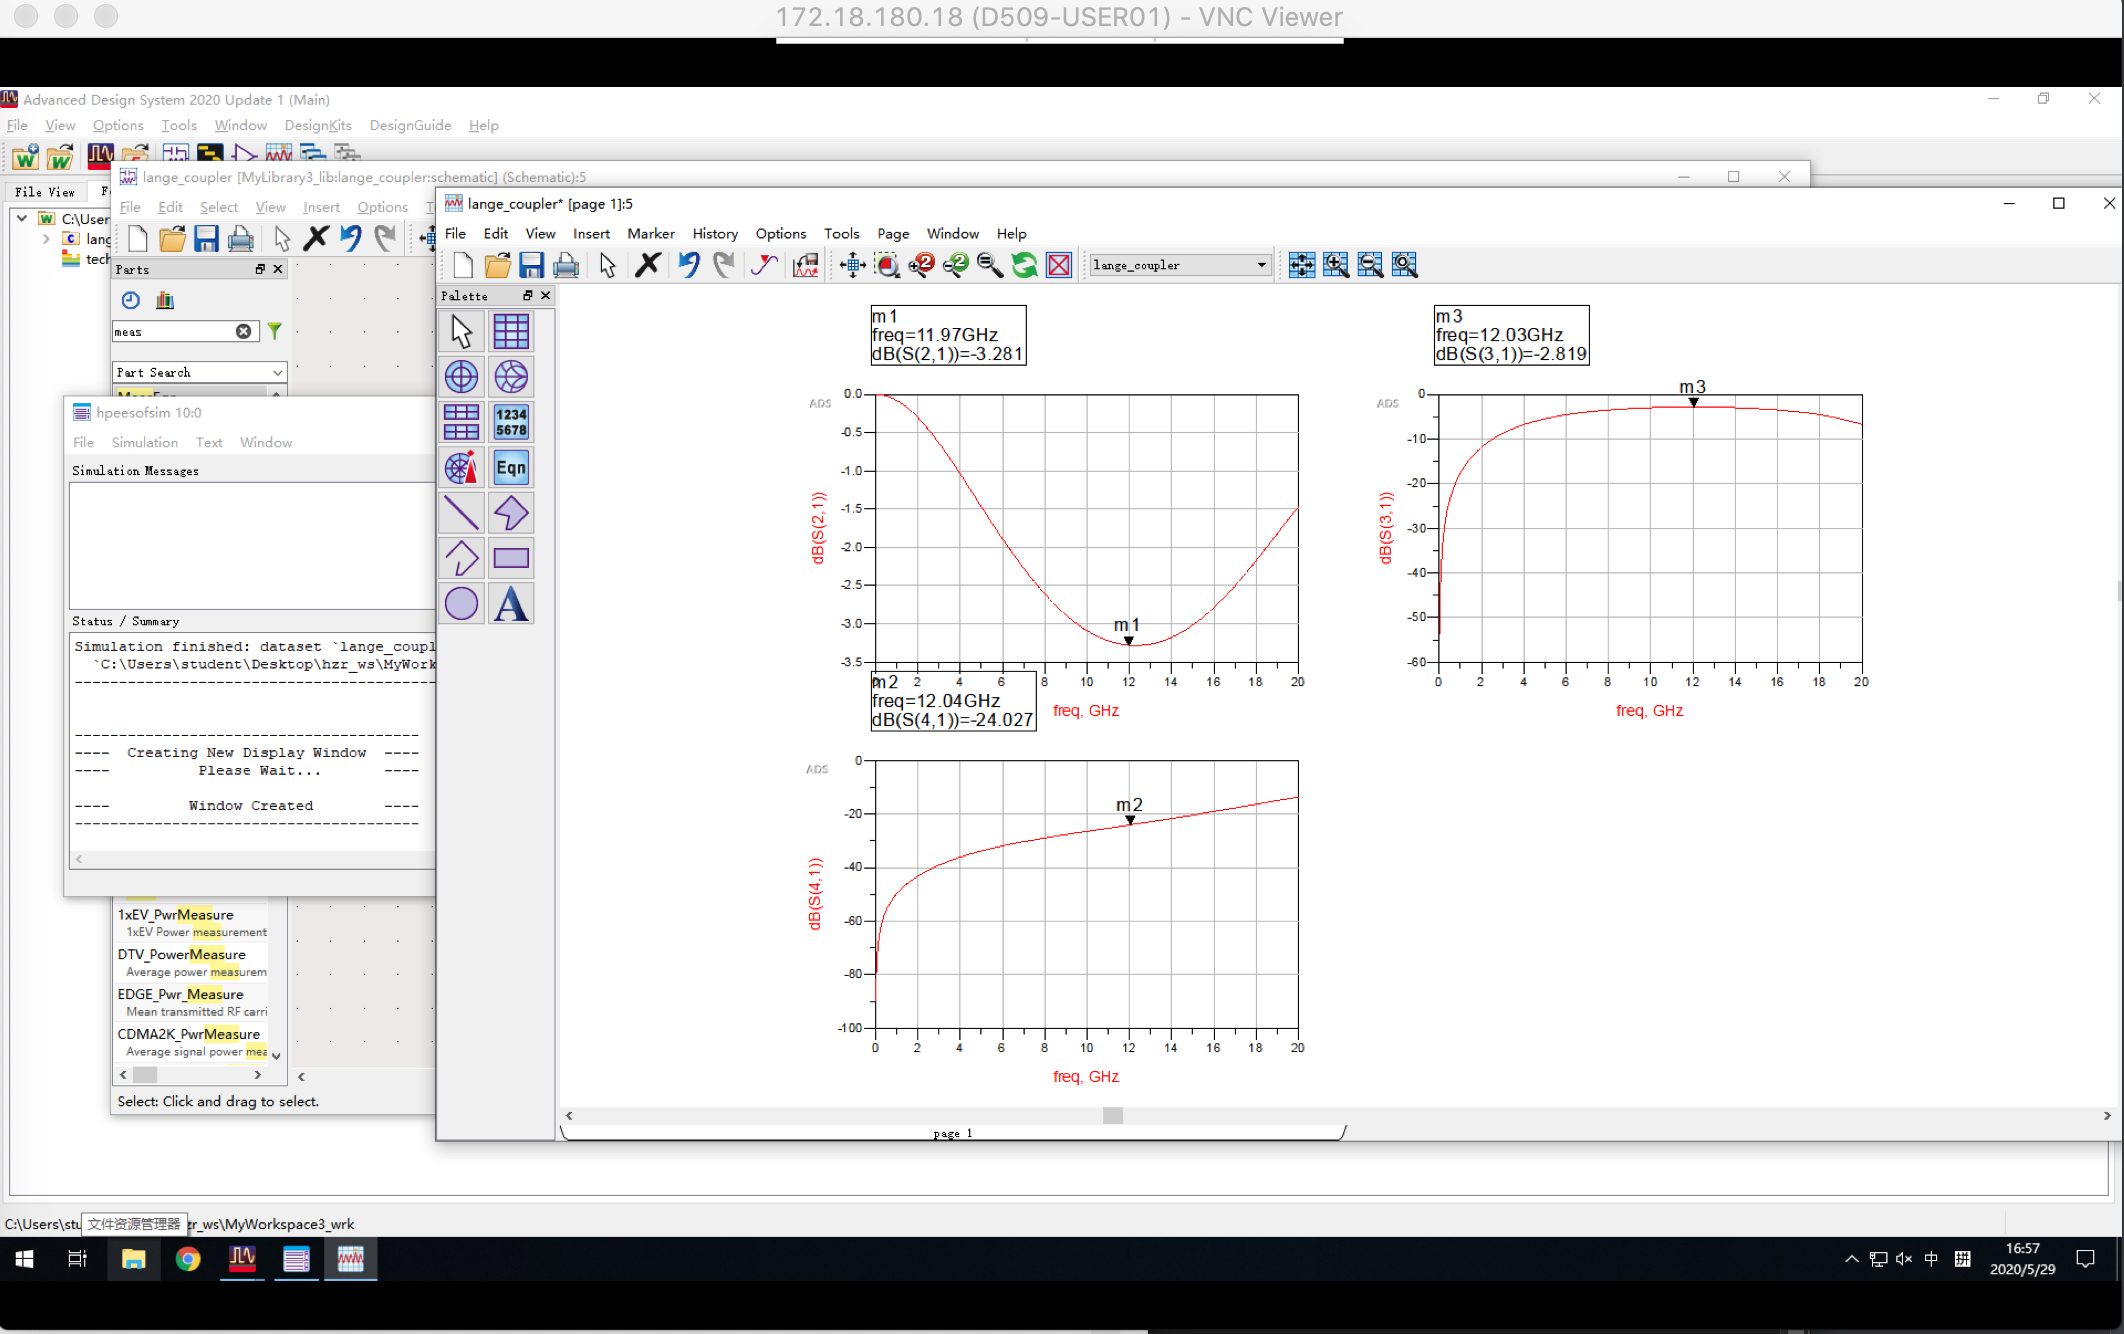 172.18.180.18 (D509-USER01) - VNC Viewer
Advanced Design System 2020 Update 1 (Main)
File View Options Tools Window DesignKits DesignGuide Help
lange_coupler [MyLibrary3_lib:lange_coupler:schematic] (Schematic):5
File View
File Edit Select View Insert Options
C:\User
lang
tech
Parts
meas
Part Search
lange_coupler* [page 1]:5
File Edit View Insert Marker History Options Tools Page Window Help
lange_coupler
Palette
1234
5678
Eqn
A
hpeesofsim 10:0
File Simulation Text Window
Simulation Messages
Status / Summary
Simulation finished: dataset `lange_coupl
`C:\Users\student\Desktop\hzr_ws\MyWork
-----------------------------------------
---------------------------------------
---- Creating New Display Window ----
---- Please Wait... ----
---- Window Created ----
---------------------------------------
1xEV_PwrMeasure
1xEV Power measurement
DTV_PowerMeasure
Average power measurem
EDGE_Pwr_Measure
Mean transmitted RF carri
CDMA2K_PwrMeasure
Average signal power mea
Select: Click and drag to select.
m1
freq=11.97GHz
dB(S(2,1))=-3.281
ADS
dB(S(2,1))
0.0
-0.5
-1.0
-1.5
-2.0
-2.5
-3.0
-3.5
m1
0 2 4 6 8 10 12 14 16 18 20
freq, GHz
m3
freq=12.03GHz
dB(S(3,1))=-2.819
ADS
dB(S(3,1))
0
-10
-20
-30
-40
-50
-60
m3
0 2 4 6 8 10 12 14 16 18 20
freq, GHz
m2
freq=12.04GHz
dB(S(4,1))=-24.027
ADS
dB(S(4,1))
0
-20
-40
-60
-80
-100
m2
0 2 4 6 8 10 12 14 16 18 20
freq, GHz
page 1
C:\Users\stu
文件资源管理器
zr_ws\MyWorkspace3_wrk
中
拼
16:57
2020/5/29